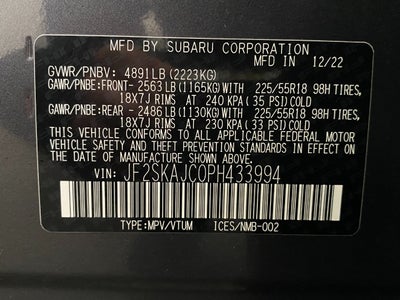 MFD BY SUBARU CORPORATION
MFD IN 12/22
GVWR/PNBV: 4891LB (2223KG)
GAWR/PNBE:FRONT- 2563LB(1165KG)WITH 225/55R18 98H TIRES,
18X7J RIMS AT 240 KPA( 35 PSI)COLD
GAWR/PNBE:REAR- 2486LB(1130KG)WITH 225/55R18 98H TIRES,
18X7J RIMS AT 230 KPA( 33 PSI)COLD
THIS VEHICLE CONFORMS TO ALL APPLICABLE FEDERAL MOTOR
VEHICLE SAFETY, BUMPER, AND THEFT PREVENTION STANDARDS IN
EFFECT ON THE DATE OF MANUFACTURE SHOWN ABOVE.
VIN: JF2SKAJC0PH433994
TYPE:MPV/VTUM ICES/NMB-002